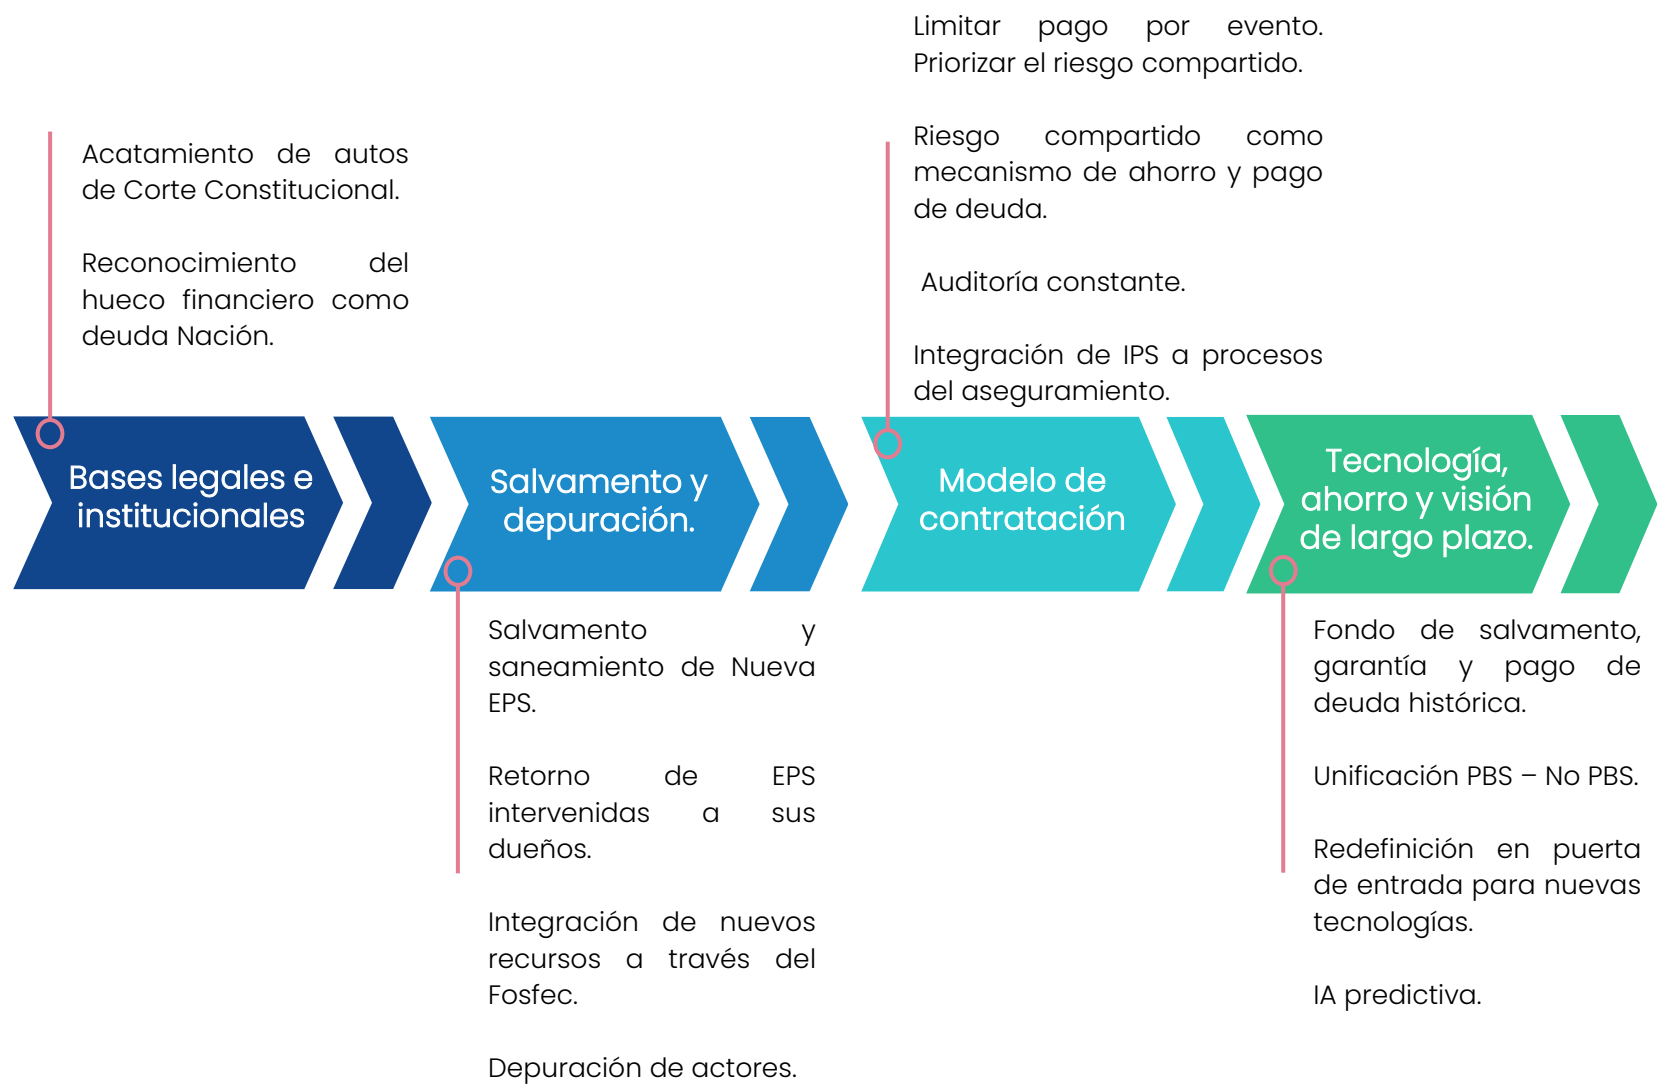 Acatamiento de autos
de Corte Constitucional.
Reconocimiento del
hueco financiero como
deuda Nación.
Bases legales e
institucionales
Salvamento y
depuración.
Salvamento y
saneamiento de Nueva
EPS.
Retorno de EPS
intervenidas a sus
dueños.
Integración de nuevos
recursos a través del
Fosfec.
Depuración de actores.
Limitar pago por evento.
Priorizar el riesgo compartido.
Riesgo compartido como
mecanismo de ahorro y pago
de deuda.
Auditoría constante.
Integración de IPS a procesos
del aseguramiento.
Modelo de
contratación
Tecnología,
ahorro y visión
de largo plazo.
Fondo de salvamento,
garantía y pago de
deuda histórica.
Unificación PBS – No PBS.
Redefinición en puerta
de entrada para nuevas
tecnologías.
IA predictiva.